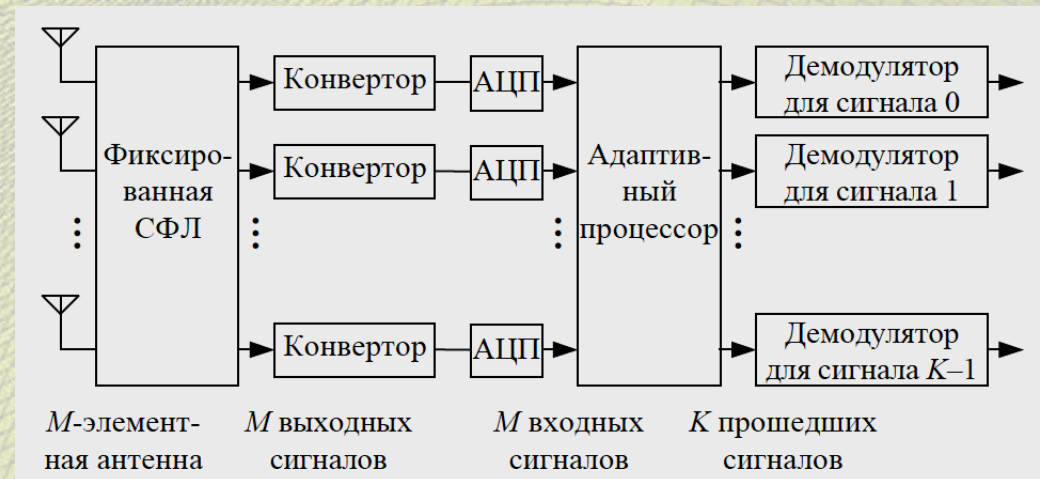 Конвертор
АЦП
Демодулятор
для сигнала 0
Фиксиро-
ванная
СФЛ
Конвертор
АЦП
Адаптив-
ный
процессор
Демодулятор
для сигнала 1
Конвертор
АЦП
Демодулятор
для сигнала K–1
M-элемент-
ная антенна
M выходных
сигналов
M входных
сигналов
K прошедших
сигналов